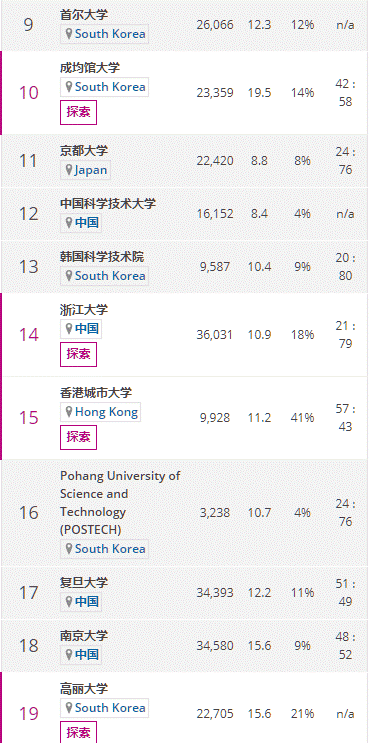 9 首尔大学 26,066 12.3 12% n/a
South Korea
成均馆大学
10 South Korea 23,359 19.5 14% 42 : 58
探索
11 京都大学 22,420 8.8 8% 24 : 76
Japan
12 中国科学技术大学 16,152 8.4 4% n/a
中国
13 韩国科学技术院 9,587 10.4 9% 20 : 80
South Korea
浙江大学
14 中国 36,031 10.9 18% 21 : 79
探索
香港城市大学
15 Hong Kong 9,928 11.2 41% 57 : 43
探索
Pohang University of
Science and
16 Technology 3,238 10.7 4% 24 : 76
(POSTECH)
South Korea
17 复旦大学 34,393 12.2 11% 51 : 49
中国
18 南京大学 34,580 15.6 9% 48 : 52
中国
高丽大学
19 South Korea 22,705 15.6 21% n/a
探索